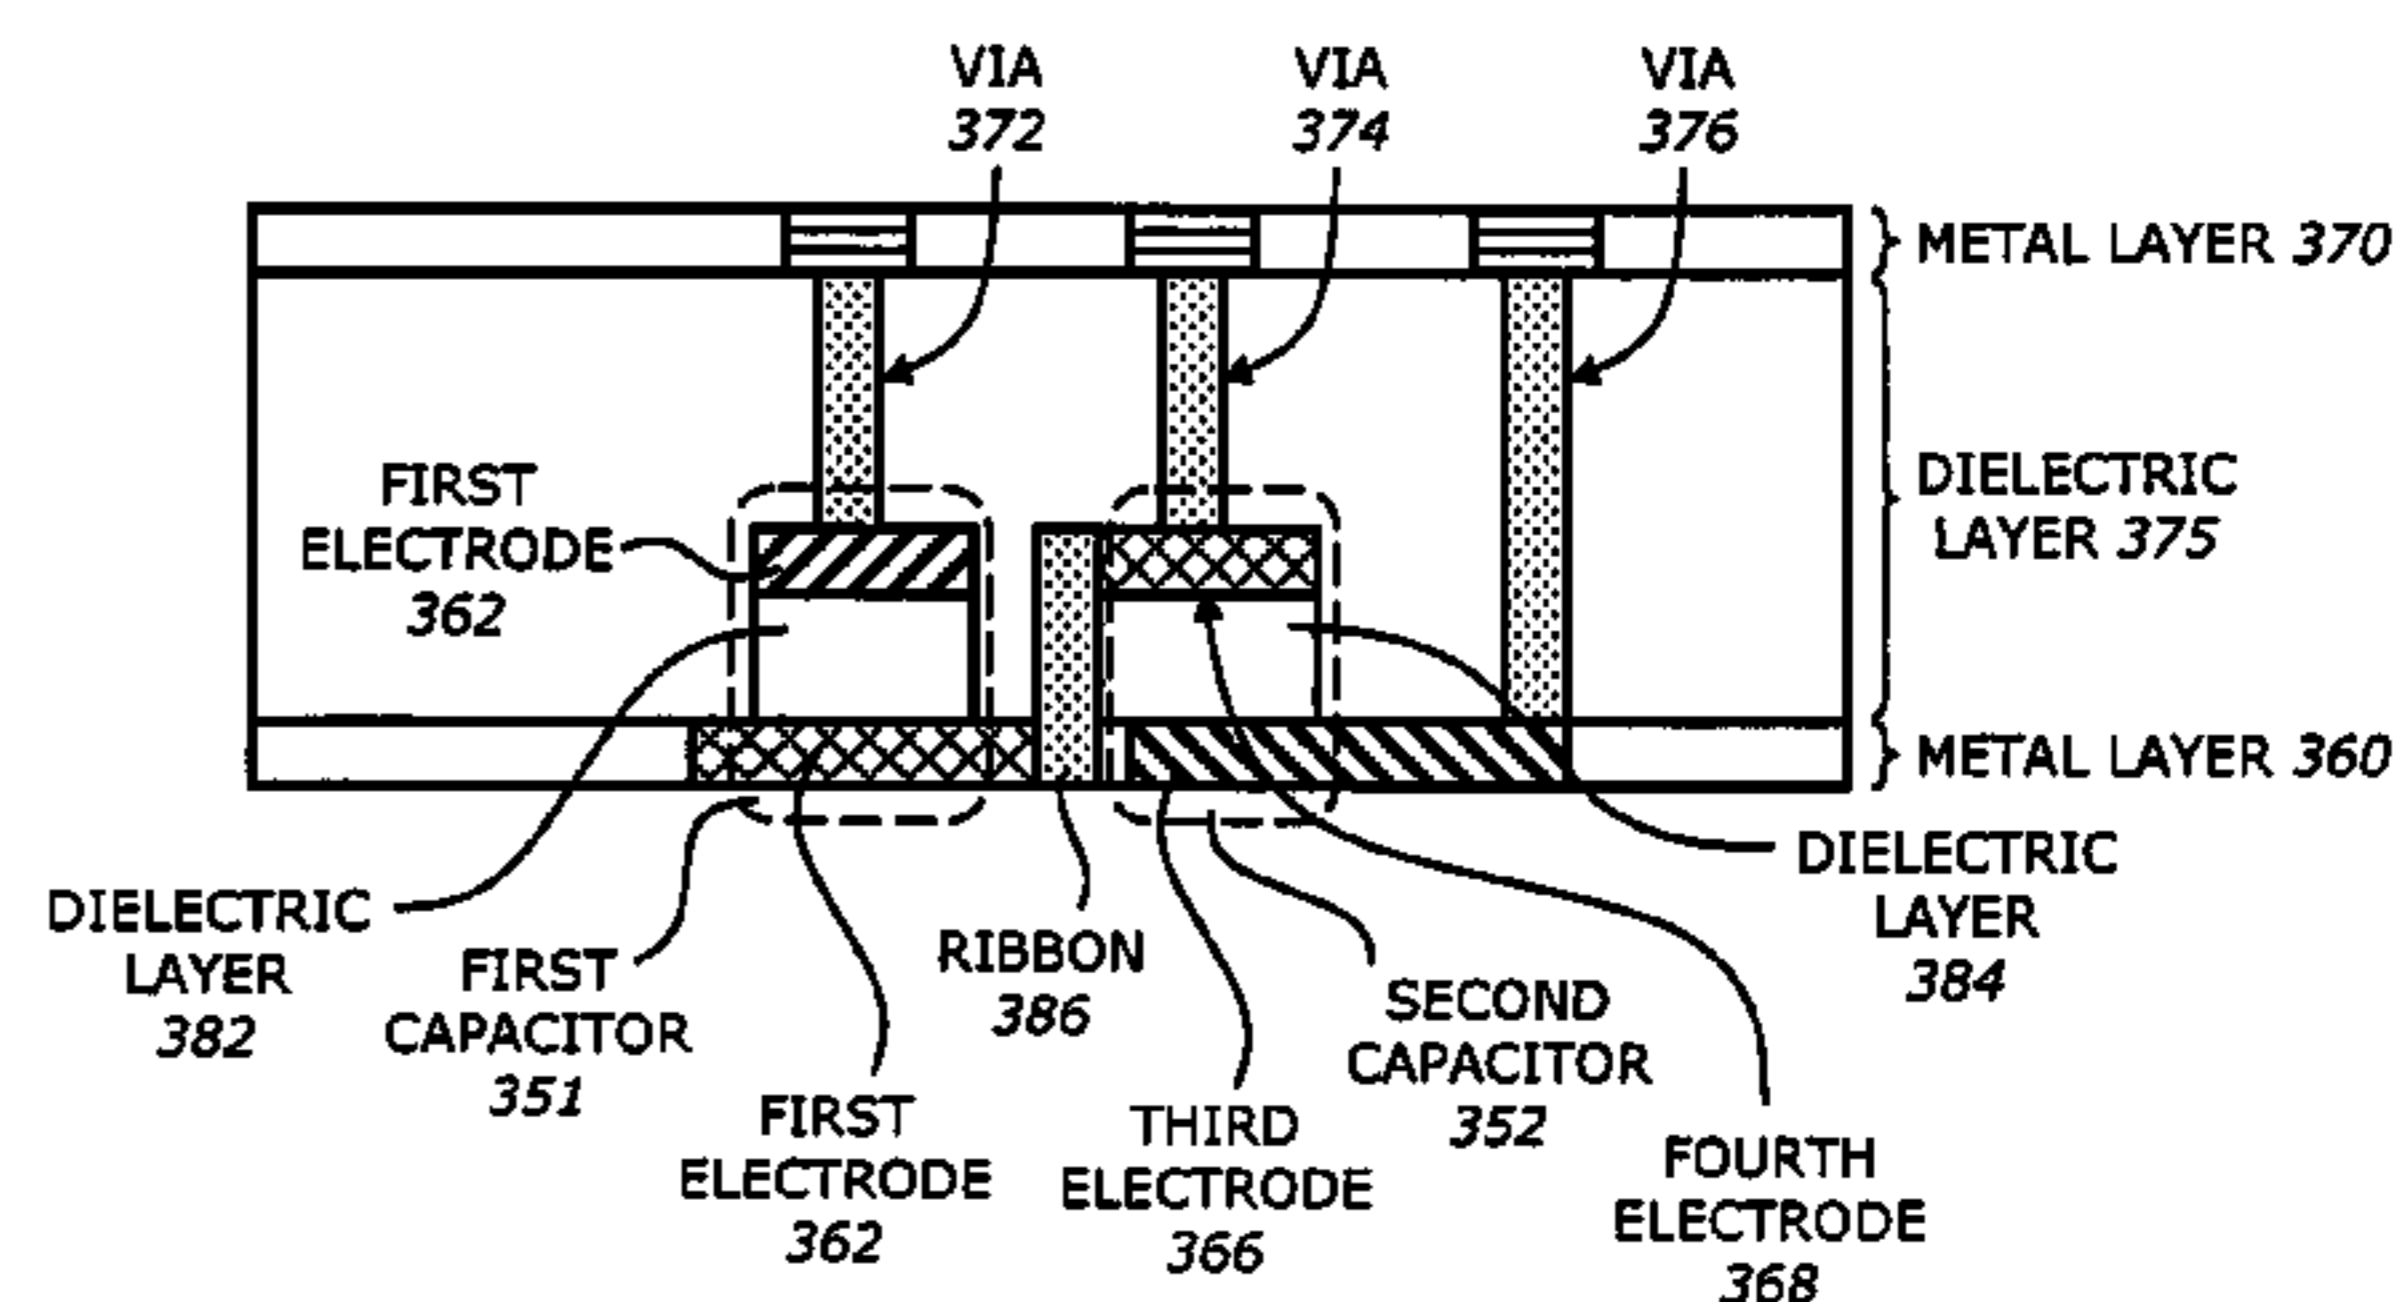 VIA
372
VIA
374
VIA
376
METAL LAYER 370
FIRST
ELECTRODE
362
DIELECTRIC
LAYER 375
METAL LAYER 360
DIELECTRIC
LAYER
382
FIRST
CAPACITOR
351
FIRST
ELECTRODE
362
RIBBON
386
THIRD
ELECTRODE
366
SECOND
CAPACITOR
352
DIELECTRIC
LAYER
384
FOURTH
ELECTRODE
368